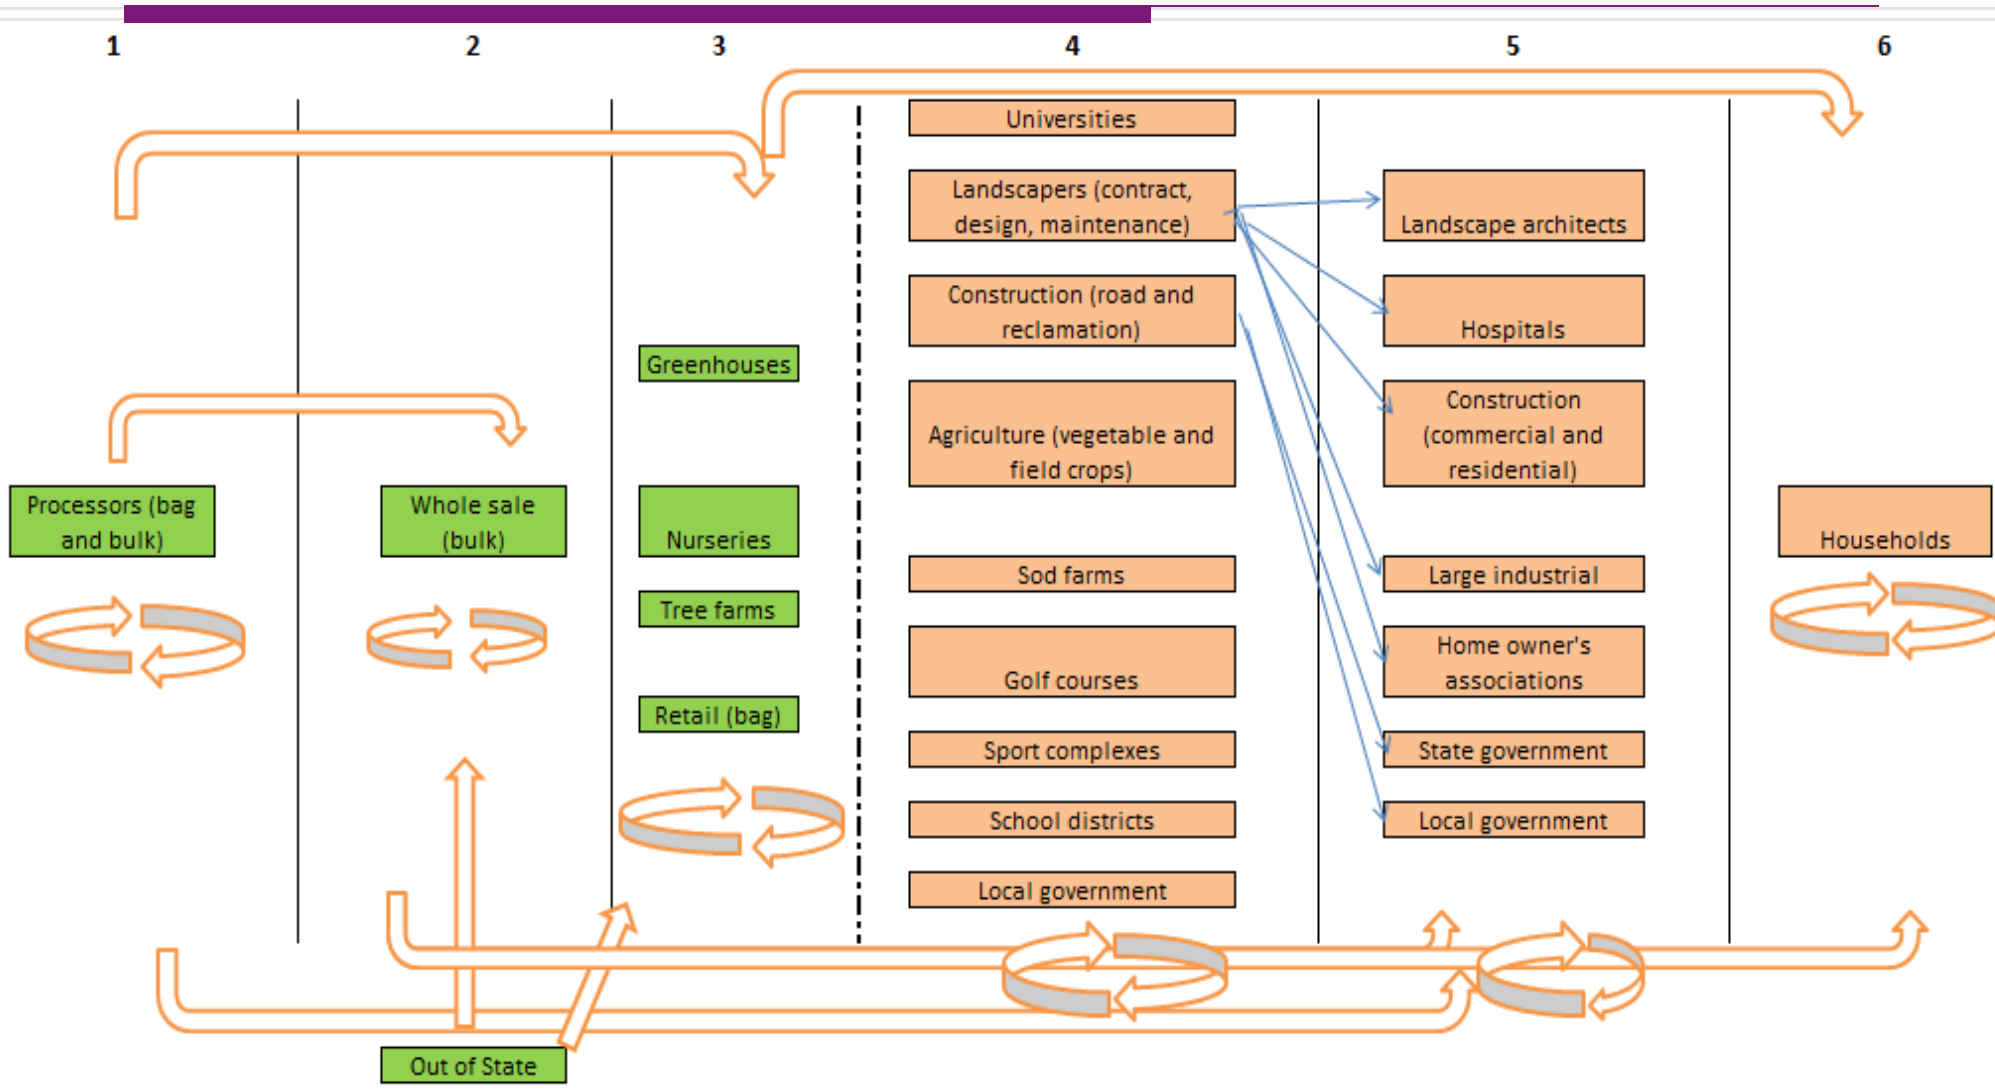 1
2
3
4
5
6
Processors (bag
and bulk)
Whole sale
(bulk)
Out of State
Greenhouses
Nurseries
Tree farms
Retail (bag)
Universities
Landscapers (contract,
design, maintenance)
Construction (road and
reclamation)
Agriculture (vegetable and
field crops)
Sod farms
Golf courses
Sport complexes
School districts
Local government
Landscape architects
Hospitals
Construction
(commercial and
residential)
Large industrial
Home owner's
associations
State government
Local government
Households